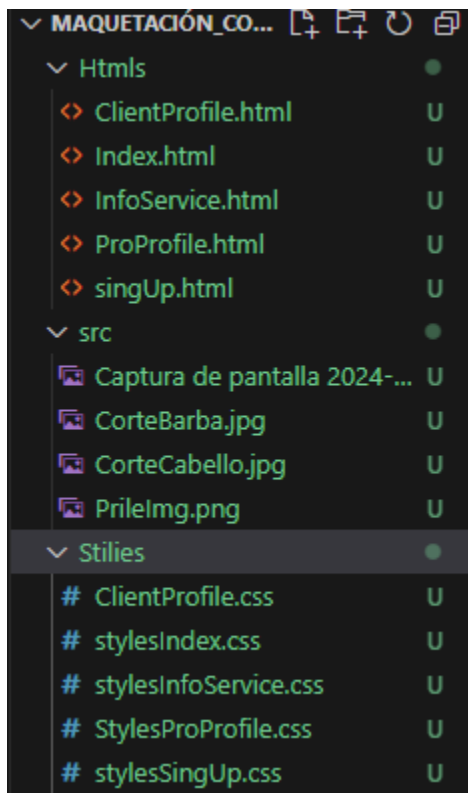 MAQUETACIÓN_CO...
Htmls
<> ClientProfile.html U
<> Index.html U
<> InfoService.html U
<> ProProfile.html U
<> singUp.html U
src
Captura de pantalla 2024-... U
CorteBarba.jpg U
CorteCabello.jpg U
PrileImg.png U
Stilies
# ClientProfile.css U
# stylesIndex.css U
# stylesInfoService.css U
# StylesProProfile.css U
# stylesSingUp.css U